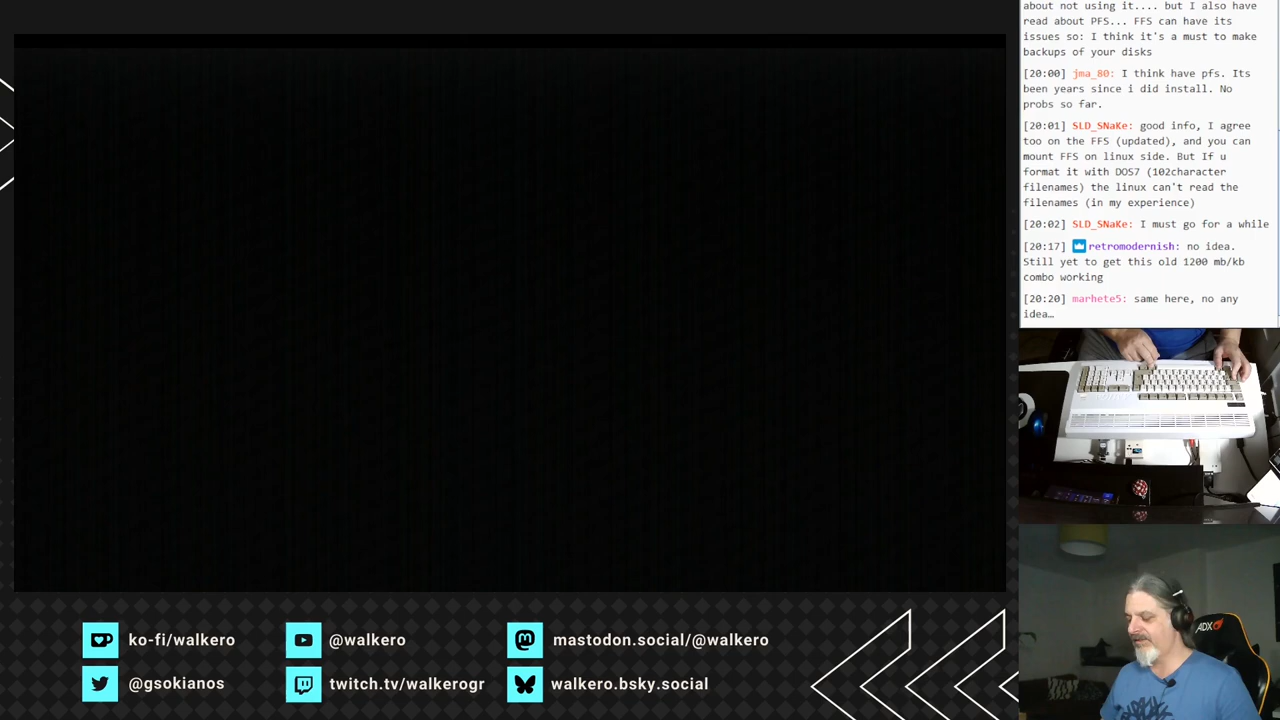 about not using it.... but I also have
read about PFS... FFS can have its
issues so: I think it's a must to make
backups of your disks
[20:00] jma_80: I think have pfs. Its
been years since i did install. No
probs so far.
[20:01] SLD_SNaKe: good info, I agree
too on the FFS (updated), and you can
mount FFS on linux side. But If u
format it with DOS7 (102character
filenames) the linux can't read the
filenames (in my experience)
[20:02] SLD_SNaKe: I must go for a while
[20:17] retromodernish: no idea.
Still yet to get this old 1200 mb/kb
combo working
[20:20] marhete5: same here, no any
idea…
ADX
ko-fi/walkero
@walkero
mastodon.social/@walkero
@gsokianos
twitch.tv/walkerogr
walkero.bsky.social